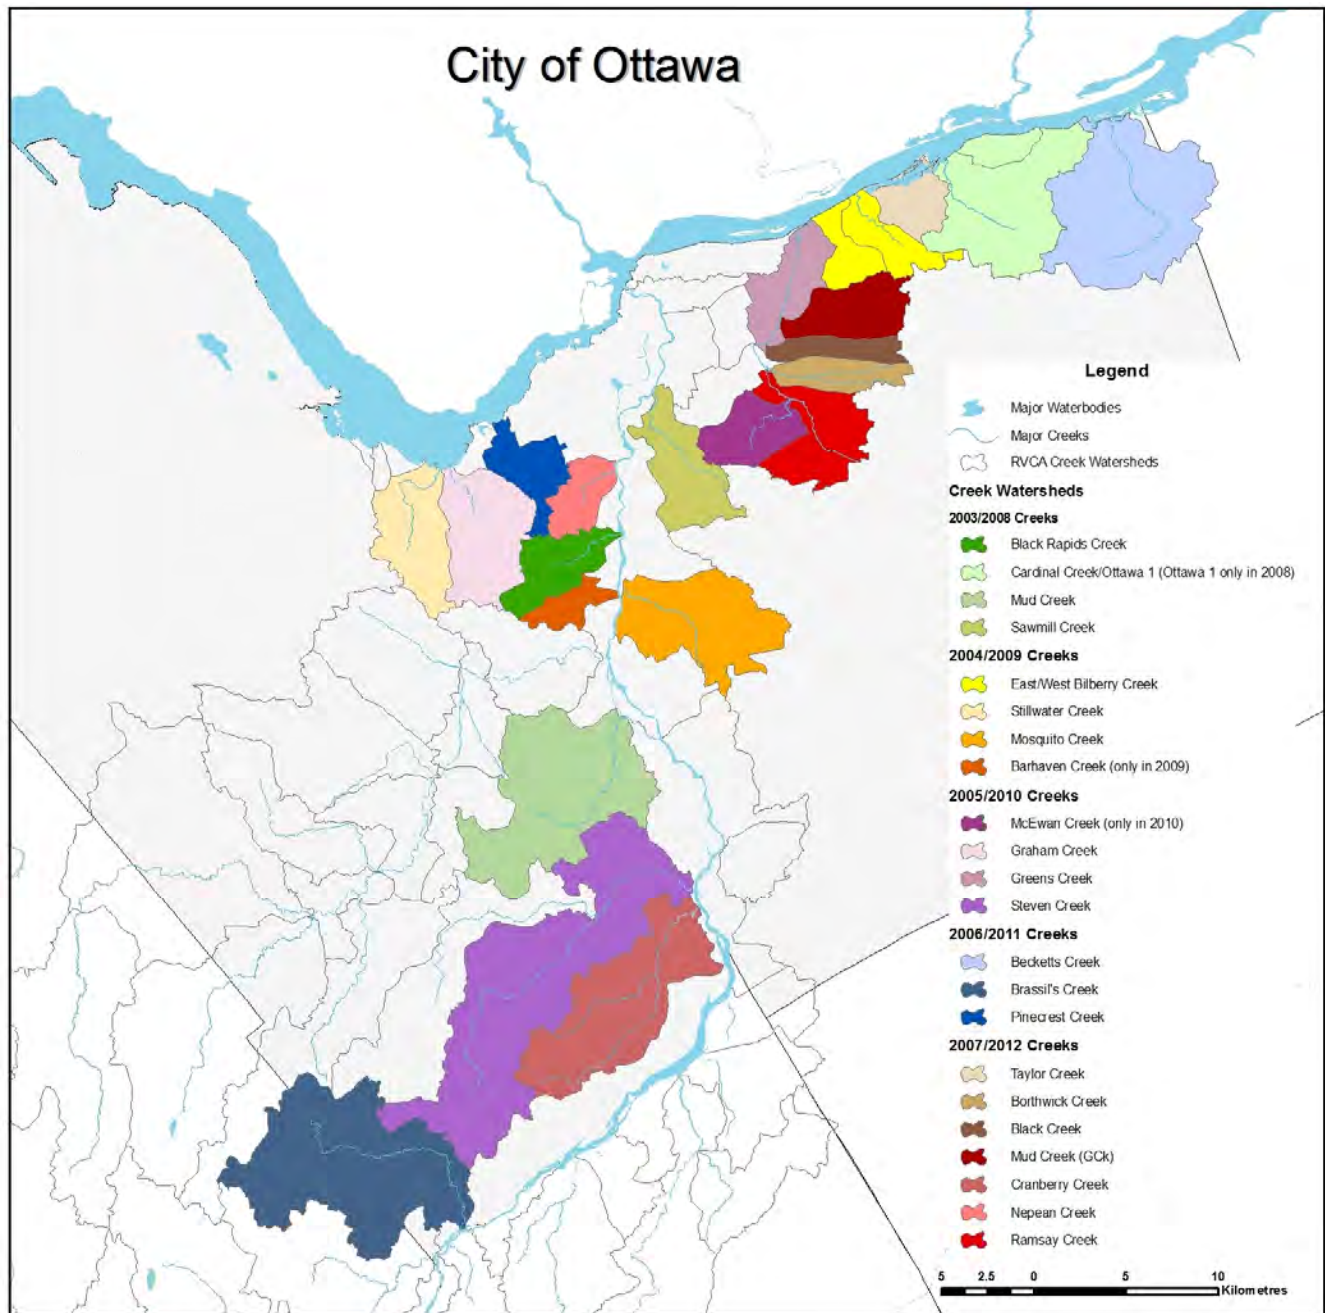 City of Ottawa
Legend
Major Waterbodies
Major Creeks
RVCA Creek Watersheds
Creek Watersheds
2003/2008 Creeks
Black Rapids Creek
Cardinal Creek/Ottawa 1 (Ottawa 1 only in 2008)
Mud Creek
Sawmill Creek
2004/2009 Creeks
East/West Bilberry Creek
Stillwater Creek
Mosquito Creek
Barhaven Creek (only in 2009)
2005/2010 Creeks
McEwan Creek (only in 2010)
Graham Creek
Greens Creek
Steven Creek
2006/2011 Creeks
Becketts Creek
Brassil's Creek
Pinecrest Creek
2007/2012 Creeks
Taylor Creek
Borthwick Creek
Black Creek
Mud Creek (GCk)
Cranberry Creek
Nepean Creek
Ramsay Creek
5 2.5 0 5 10
Kilometres